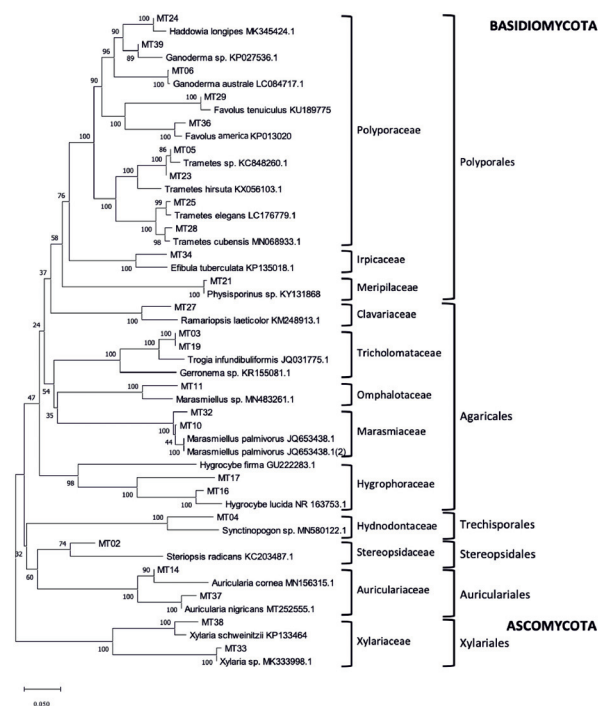 BASIDIOMYCOTA
MT24
Haddowia longipes MK345424.1
MT39
Ganoderma sp. KP027536.1
MT06
Ganoderma australe LC084717.1
MT29
Favolus tenuiculus KU189775
MT36
Favolus america KP013020
MT05
Trametes sp. KC848260.1
MT23
Trametes hirsuta KX056103.1
MT25
Trametes elegans LC176779.1
MT28
Trametes cubensis MN068933.1
MT34
Efibula tuberculata KP135018.1
MT21
Physisporinus sp. KY131868
MT27
Ramariopsis laeticolor KM248913.1
MT03
MT19
Trogia infundibuliformis JQ031775.1
Gerronema sp. KR155081.1
MT11
Marasmiellus sp. MN483261.1
MT32
MT10
Marasmiellus palmivorus JQ653438.1
Marasmiellus palmivorus JQ653438.1(2)
Hygrocybe firma GU222283.1
MT17
MT16
Hygrocybe lucida NR 163753.1
MT04
Synctinopogon sp. MN580122.1
MT02
Steriopsis radicans KC203487.1
MT14
Auricularia cornea MN156315.1
MT37
Auricularia nigricans MT252555.1
MT38
Xylaria schweinitzii KP133464
MT33
Xylaria sp. MK333998.1
Polyporaceae
Irpicaceae
Meripilaceae
Clavariaceae
Tricholomataceae
Omphalotaceae
Marasmiaceae
Hygrophoraceae
Hydnodontaceae
Stereopsidaceae
Auriculariaceae
Xylariaceae
Polyporales
Agaricales
Trechisporales
Stereopsidales
Auriculariales
ASCOMYCOTA
Xylariales
100
90
96
89
90
100
100
100
100
100
86
100
100
100
99
100
98
76
100
58
100
37
100
100
100
24
54
100
35
100
44
100
47
98
100
100
100
32
74
60
90
100
100
100
100
100
0.050